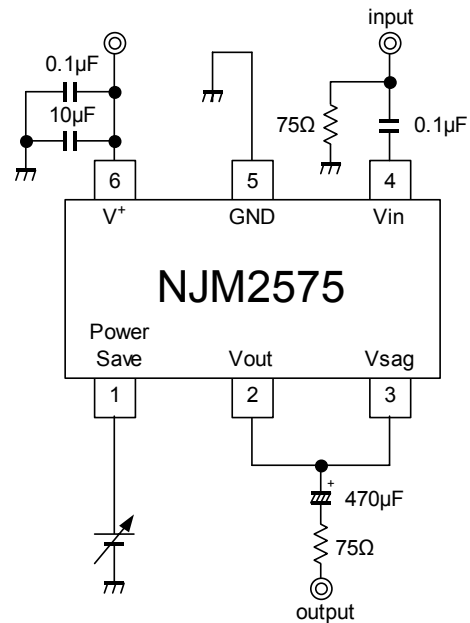 input
0.1μF
10μF
75Ω
0.1μF
6
5
4
V+
GND
Vin
NJM2575
Power
Save
Vout
Vsag
1
2
3
+
470μF
75Ω
output